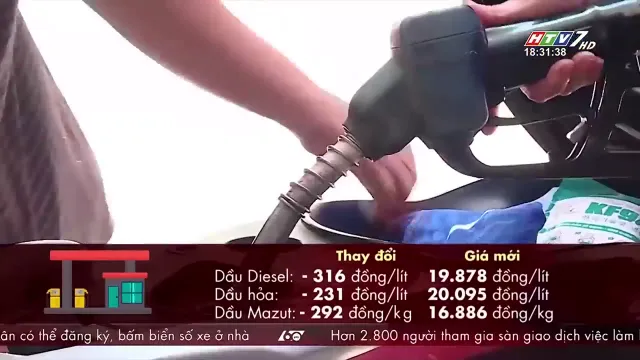 HTV7 HD
18:31:38
KF9
Thay đổi Giá mới
Dầu Diesel: - 316 đồng/lít 19.878 đồng/lít
Dầu hỏa: - 231 đồng/lít 20.095 đồng/lít
Dầu Mazut: - 292 đồng/kg 16.886 đồng/kg
ân có thể đăng ký, bấm biển số xe ở nhà Hơn 2.800 người tham gia sàn giao dịch việc làm